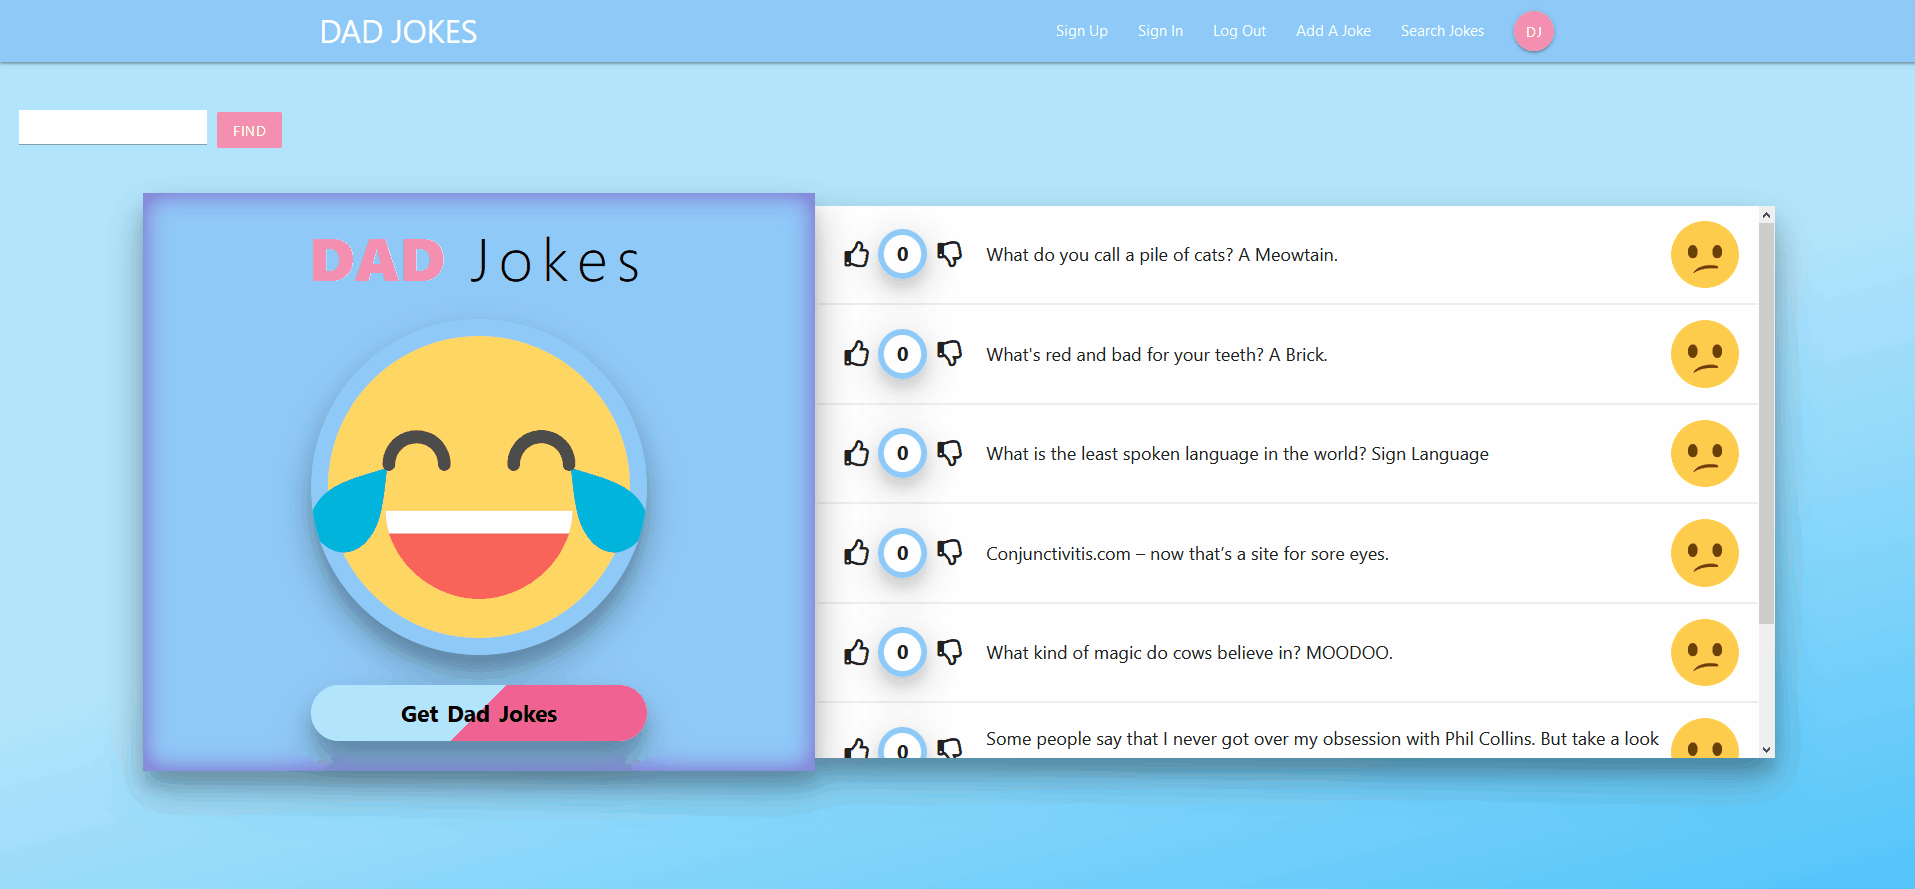 DAD JOKES
Sign Up
Sign In
Log Out
Add A Joke
Search Jokes
DJ
FIND
DAD Jokes
Get Dad Jokes
0
What do you call a pile of cats? A Meowtain.
0
What's red and bad for your teeth? A Brick.
0
What is the least spoken language in the world? Sign Language
0
Conjunctivitis.com – now that’s a site for sore eyes.
0
What kind of magic do cows believe in? MOODOO.
0
Some people say that I never got over my obsession with Phil Collins. But take a look